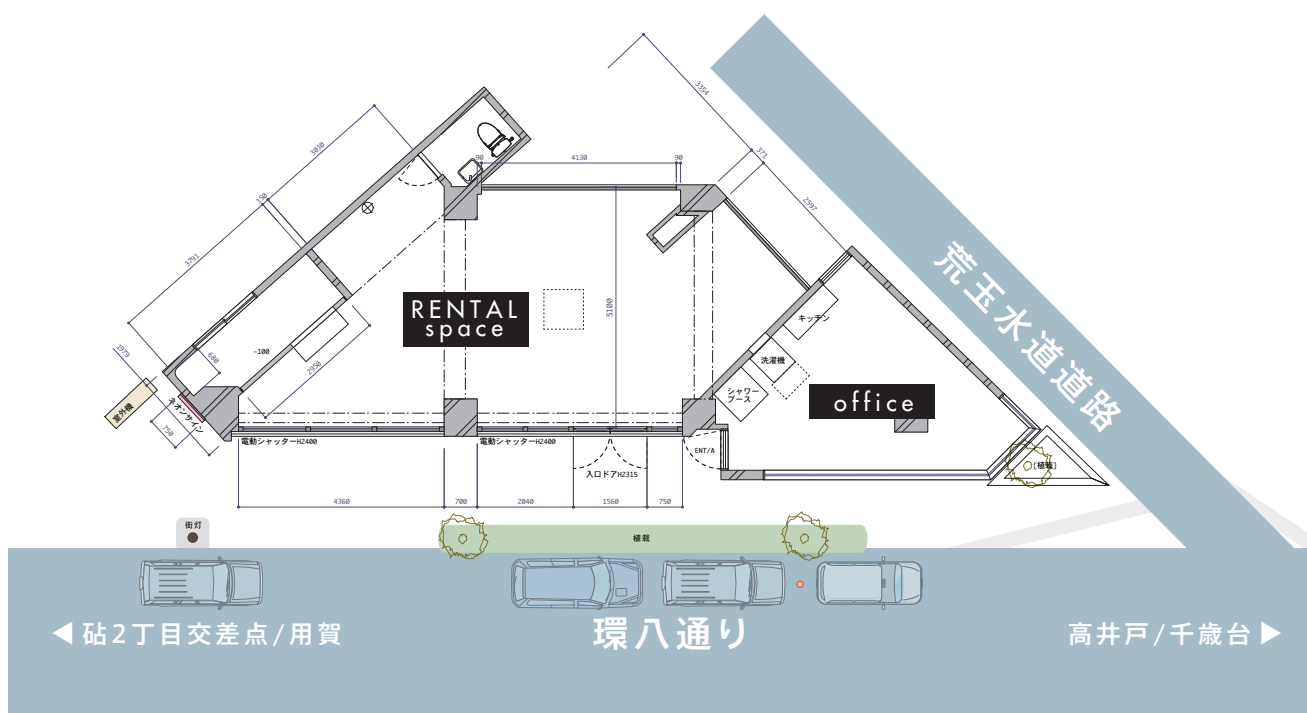 3354
371
2597
荒玉水道道路
3010
90
4130
90
50
3791
5100
RENTAL
space
キッチン
洗濯機
シャワー
ブース
office
1979
680
-100
2950
室外機
ネオンサイン
750
電動シャッターH2400
電動シャッターH2400
入口ドアH2315
ENT/A
[植栽]
4360
700
2040
1560
750
街灯
植栽
砧2丁目交差点/用賀
環八通り
高井戸/千歳台